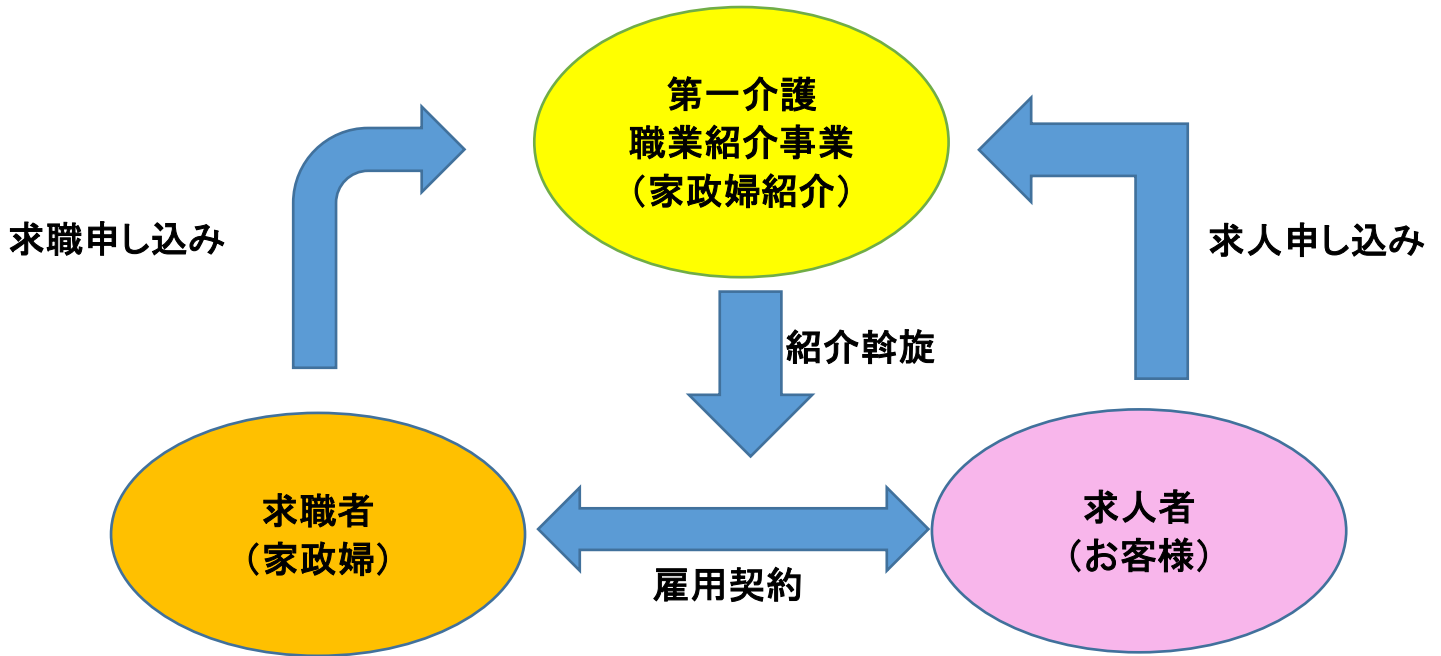 第一介護
職業紹介事業
（家政婦紹介）
求職申し込み
求人申し込み
紹介斡旋
求職者
（家政婦）
求人者
（お客様）
雇用契約